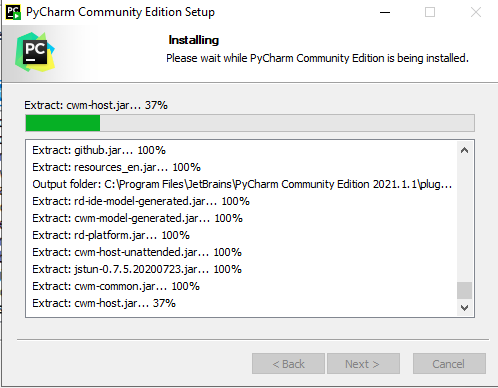 PyCharm Community Edition Setup
PC
Installing
Please wait while PyCharm Community Edition is being installed.
PC
Extract: cwm-host.jar... 37%
Extract: github.jar... 100%
Extract: resources_en.jar... 100%
Output folder: C:\Program Files\JetBrains\PyCharm Community Edition 2021.1.1\plug...
Extract: rd-ide-model-generated.jar... 100%
Extract: cwm-model-generated.jar... 100%
Extract: rd-platform.jar... 100%
Extract: cwm-host-unattended.jar... 100%
Extract: jstun-0.7.5.20200723.jar... 100%
Extract: cwm-common.jar... 100%
Extract: cwm-host.jar... 37%
< Back
Next >
Cancel